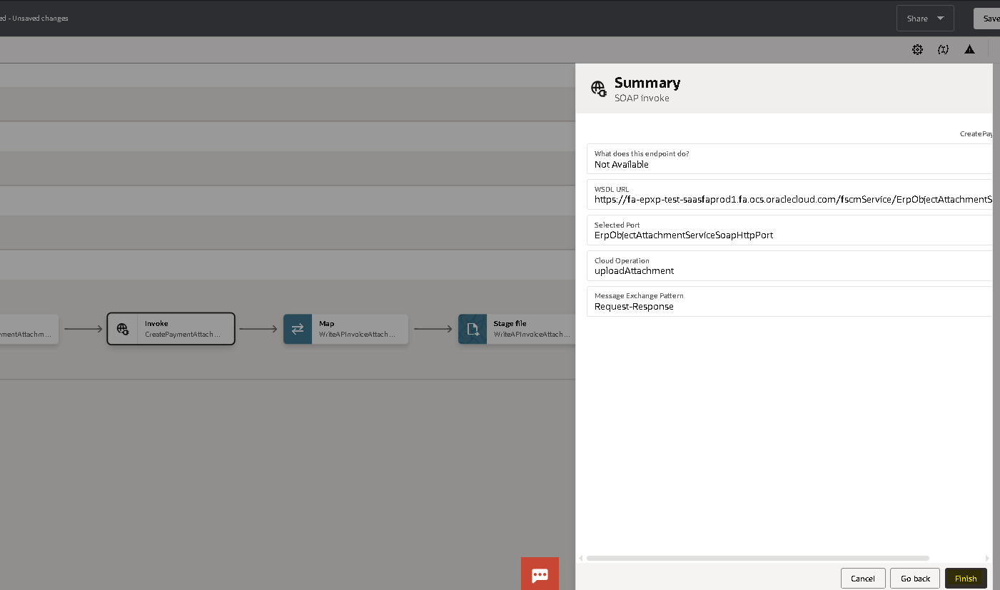 ed - Unsaved changes
Share
Save
Summary
SOAP invoke
CreatePay
What does this endpoint do?
Not Available
WSDL URL
https://fa-epxp-test-saasfaprod1.fa.ocs.oraclecloud.com/fscmService/ErpObjectAttachmentS
Selected Port
ErpObjectAttachmentServiceSoapHttpPort
Cloud Operation
uploadAttachment
Message Exchange Pattern
Request-Response
ymentAttachm...
Invoke
CreatePaymentAttach...
Map
WriteAPInvoiceAttach...
Stage file
WriteAPInvoiceAttach...
Cancel
Go back
Finish